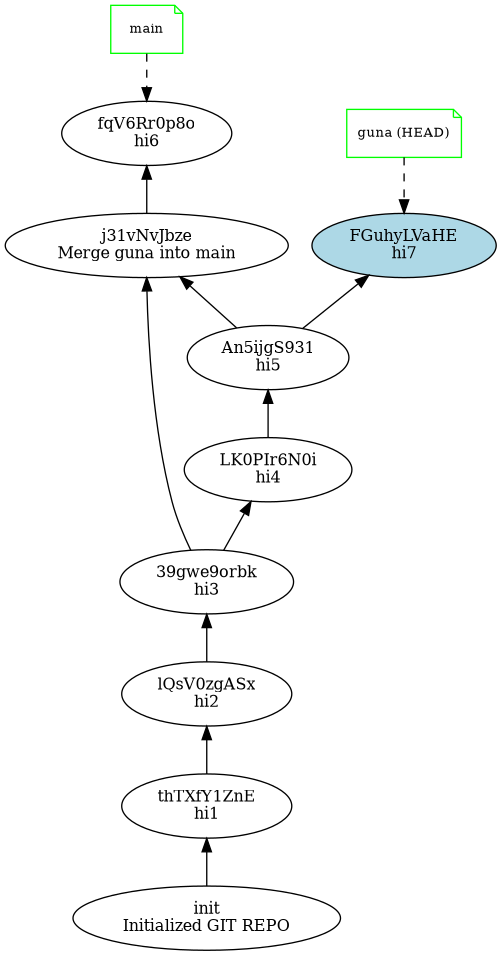 main
fqV6Rr0p8o
hi6
guna (HEAD)
j31vNvJbze
Merge guna into main
FGuhyLVaHE
hi7
An5ijgS931
hi5
LK0PIr6N0i
hi4
39gwe9orbk
hi3
lQsV0zgASx
hi2
thTXfY1ZnE
hi1
init
Initialized GIT REPO